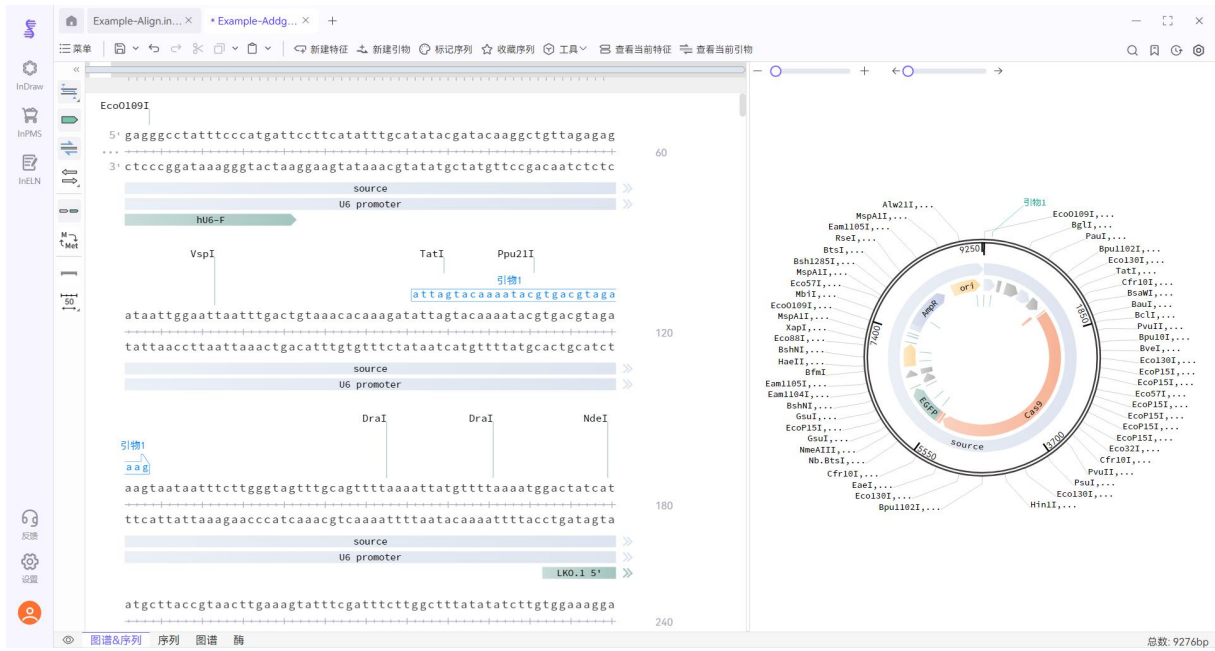 Example-Align.in... ×
* Example-Addg... ×
菜单
新建特征
新建引物
标记序列
收藏序列
工具
查看当前特征
查看当前引物
InDraw
InPMS
InELN
反馈
设置
M
Met
50
EcoO109I
5' gagggcctatttcccatgattccttcatatttgcatatacgatacaaggctgttagagag
60
3' ctcccggataaagggtactaaggaagtataaacgtatatgctatgttccgacaatctctc
source
U6 promoter
hU6-F
VspI TatI Ppu21I
引物1
attagtacaaaatacgtgacgtaga
ataattggaattaatttgactgtaaacacaaagatattagtacaaaatacgtgacgtaga
120
tattaaccttaattaaactgacatttgtgtttctataatcatgttttatgcactgcatct
source
U6 promoter
DraI DraI NdeI
引物1
aag
aagtaataatttcttgggtagtttgcagttttaaaattatgttttaaaatggactatcat
180
ttcattattaaagaacccatcaaacgtcaaaattttaatacaaaattttacctgatagta
source
U6 promoter
LKO.1 5'
atgcttaccgtaacttgaaagtatttcgatttcttggctttatatatcttgtggaaagga
240
图谱&序列 序列 图谱 酶
总数: 9276bp
引物1
Alw21I,...
MspA1I,...
Eam1105I,...
RseI,...
BtsI,...
Bsh1285I,...
MspA1I,...
Eco57I,...
MbiI,...
EcoO109I,...
MspA1I,...
XapI,...
Eco88I,...
BshNI,...
HaeII,...
BfmI
Eam1105I,...
Eam1104I,...
BshNI,...
GsuI,...
EcoP15I,...
GsuI,...
NmeAIII,...
Nb.BtsI,...
Cfr10I,...
EaeI,...
Eco130I,...
Bpu1102I,...
EcoO109I,...
BglI,...
PauI,...
Bpu1102I,...
Eco130I,...
TatI,...
Cfr10I,...
BsaWI,...
BauI,...
BclI,...
PvuII,...
Bpu10I,...
BveI,...
Eco130I,...
EcoP15I,...
EcoP15I,...
Eco57I,...
EcoP15I,...
EcoP15I,...
EcoP15I,...
EcoP15I,...
Eco32I,...
Cfr10I,...
PvuII,...
PsuI,...
Eco130I,...
Hin1I,...
9250
1850
3700
5550
7400
ori
AmpR
EGFP
Cas9
source